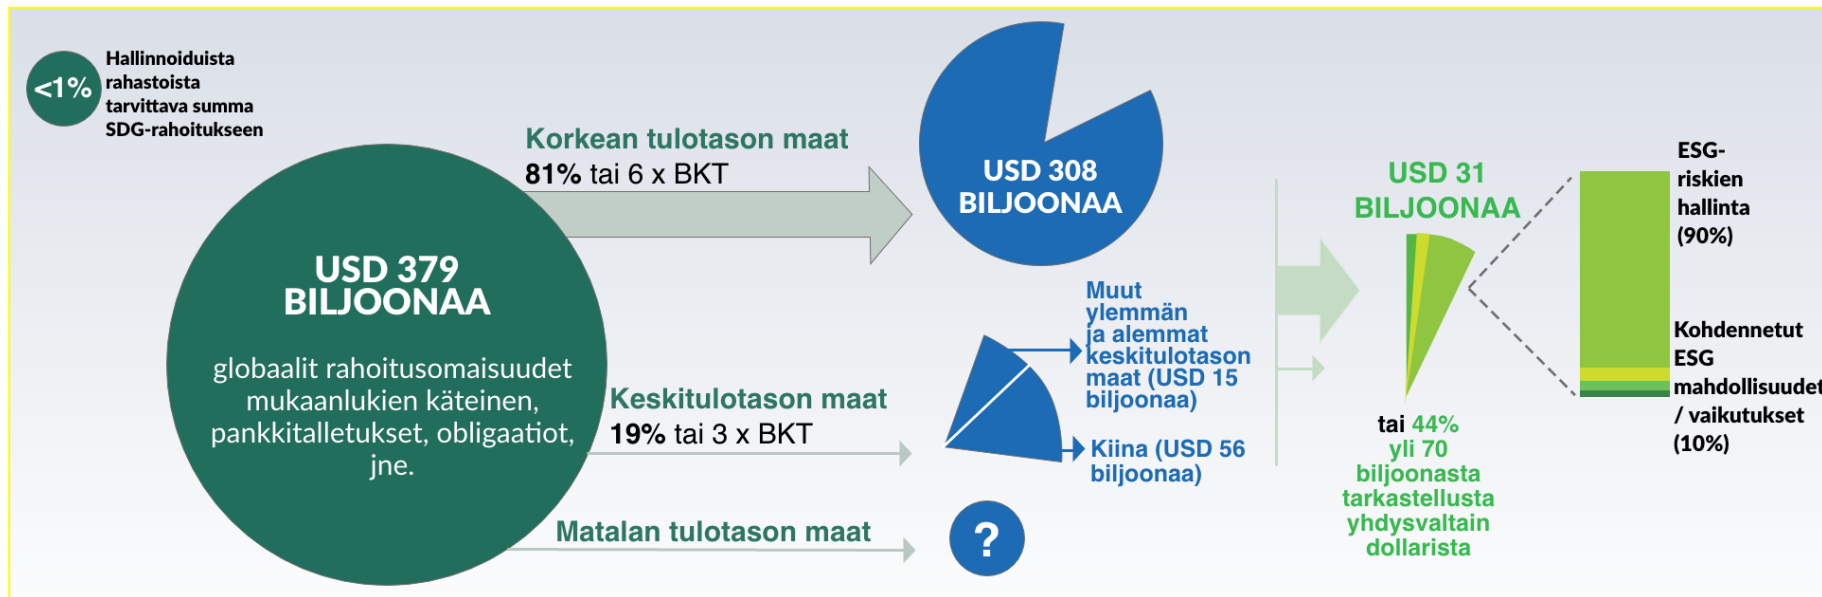 <1%
Hallinnoiduista
rahastoista
tarvittava summa
SDG-rahoitukseen
USD 379
BILJOONAA
globaalit rahoitusomaisuudet
mukaanlukien käteinen,
pankkitalletukset, obligaatiot,
jne.
Korkean tulotason maat
81% tai 6 x BKT
USD 308
BILJOONAA
Keskitulotason maat
19% tai 3 x BKT
Muut
ylemmän
ja alemmat
keskitulotason
maat (USD 15
biljoonaa)
Kiina (USD 56
biljoonaa)
Matalan tulotason maat
?
USD 31
BILJOONAA
tai 44%
yli 70
biljoonasta
tarkastellusta
yhdysvaltain
dollarista
ESG-
riskien
hallinta
(90%)
Kohdennetut
ESG
mahdollisuudet
/ vaikutukset
(10%)